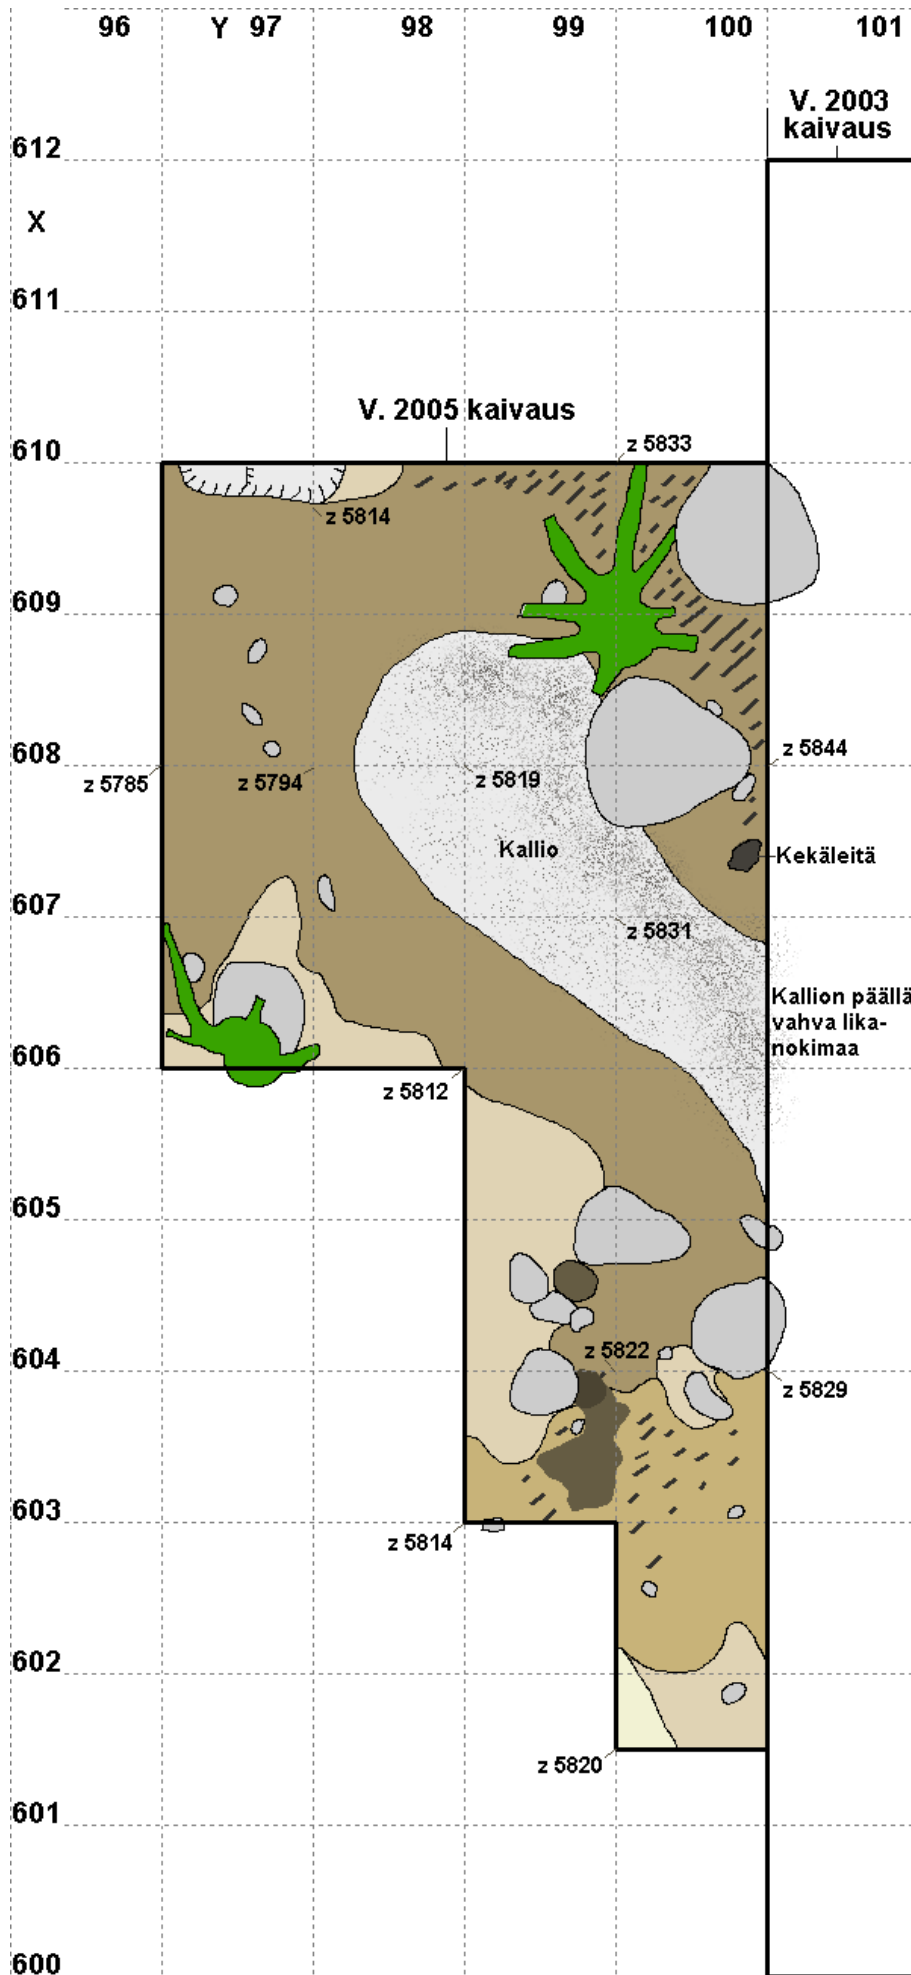 96 Y 97 98 99 100 101
V. 2003
kaivaus
612
X
611
V. 2005 kaivaus
610
z 5833
z 5814
609
608
z 5785
z 5794
z 5819
z 5844
Kallio
Kekäleitä
607
z 5831
Kallion päällä
vahva lika-
nokimaa
606
z 5812
605
604
z 5822
z 5829
603
z 5814
602
z 5820
601
600